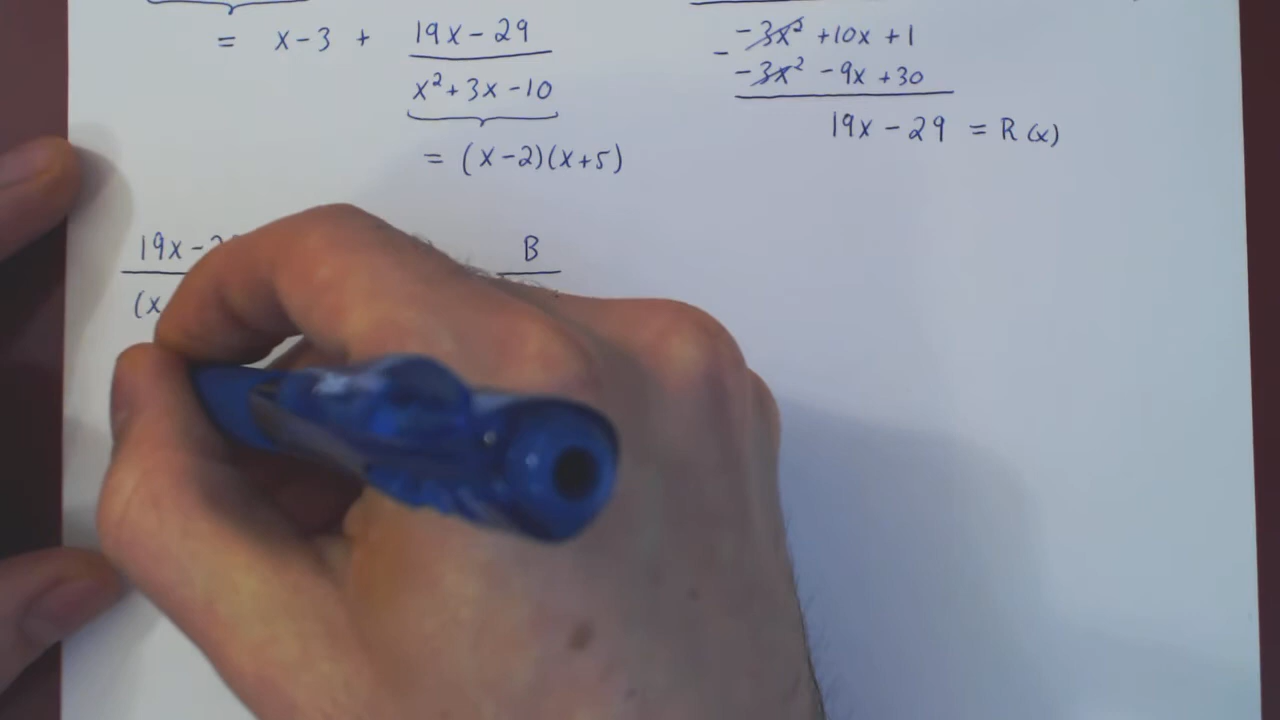 = x-3 + (19x-29)/(x²+3x-10)
= (x-2)(x+5)
19x-
(x
B
-3x² +10x +1
- -3x² -9x +30
19x-29 = R(x)